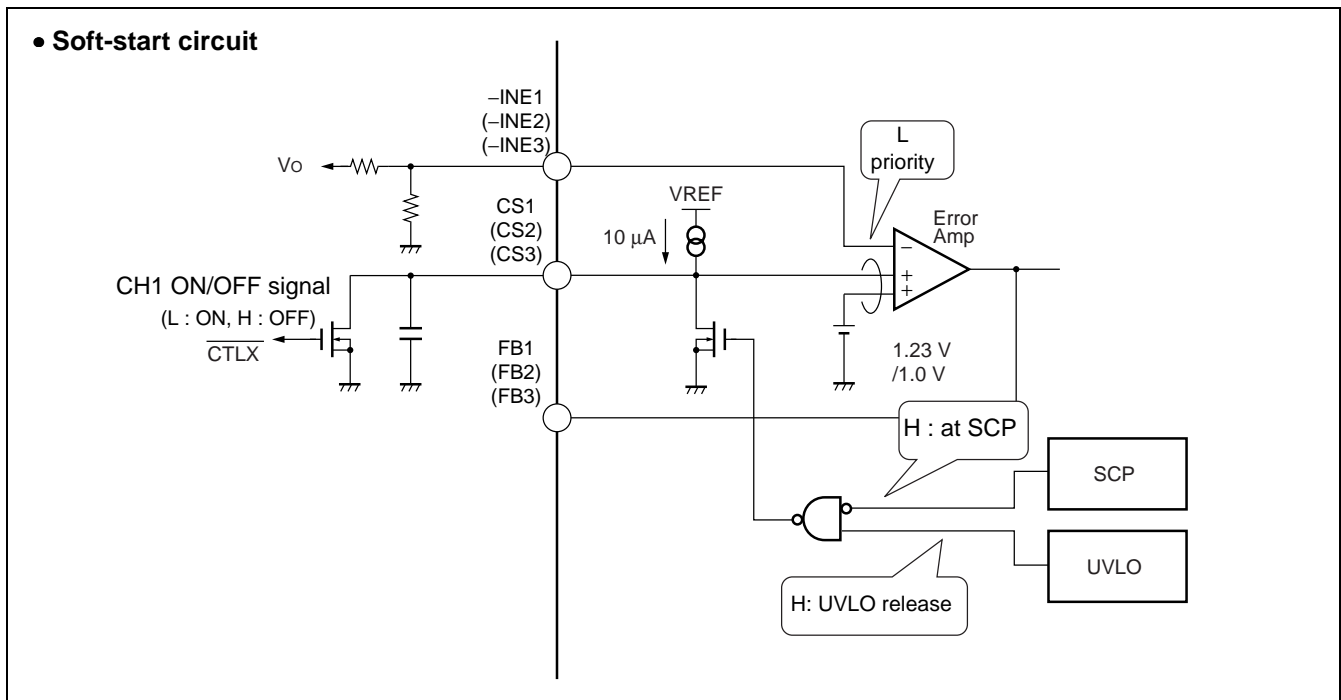 • Soft-start circuit
−INE1
(−INE2)
(−INE3)
L
priority
VO
CS1
(CS2)
(CS3)
VREF
10 μA
Error
Amp
−
+
+
CH1 ON/OFF signal
(L : ON, H : OFF)
C̅T̅L̅X̅
FB1
(FB2)
(FB3)
1.23 V
/1.0 V
H : at SCP
SCP
UVLO
H: UVLO release